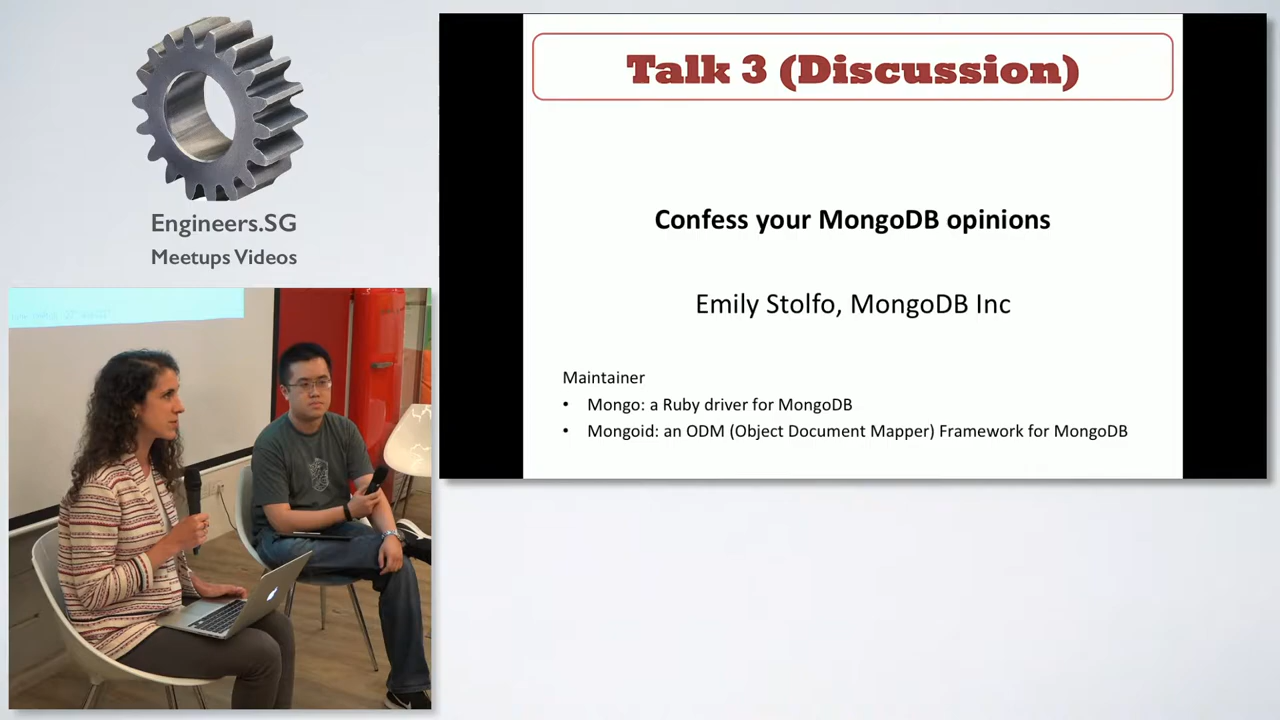 Engineers.SG
Meetups Videos
Talk 3 (Discussion)
Confess your MongoDB opinions
Emily Stolfo, MongoDB Inc
Maintainer
• Mongo: a Ruby driver for MongoDB
• Mongoid: an ODM (Object Document Mapper) Framework for MongoDB